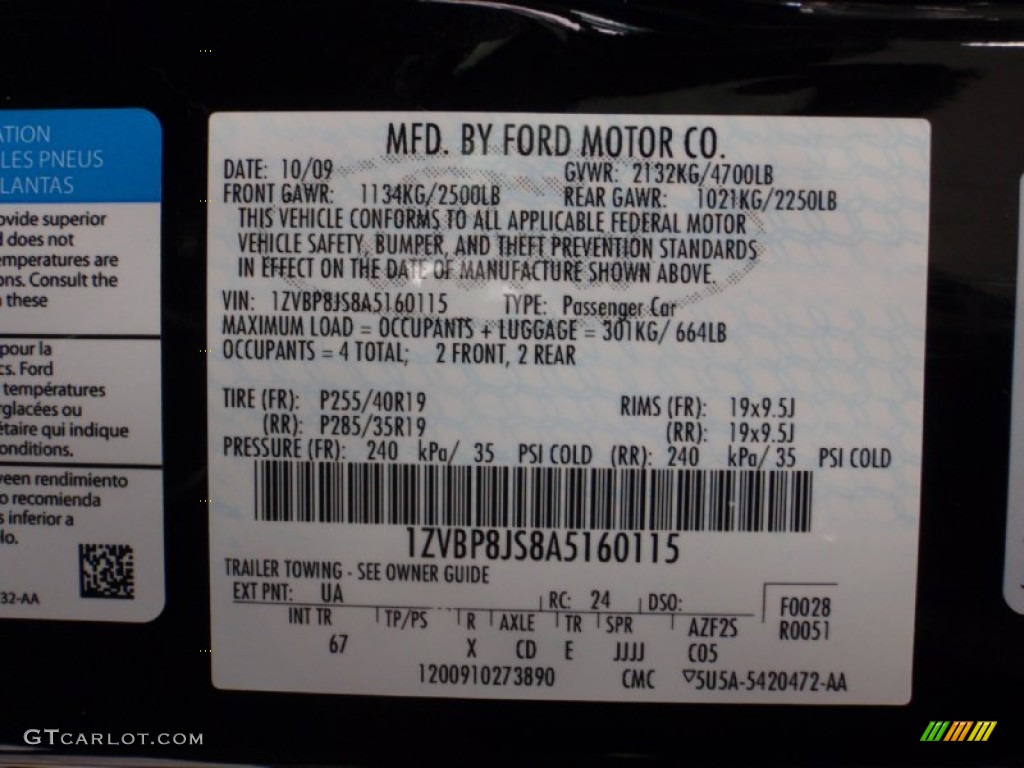 ATION
LES PNEUS
LANTAS
ovide superior
d does not
emperatures are
ons. Consult the
these
pour la
cs. Ford
températures
rglacées ou
étaire qui indique
onditions.
veen rendimiento
o recomienda
s inferior a
lo.
32-AA
MFD. BY FORD MOTOR CO.
DATE: 10/09 GVWR: 2132KG/4700LB
FRONT GAWR: 1134KG/2500LB REAR GAWR: 1021KG/2250LB
THIS VEHICLE CONFORMS TO ALL APPLICABLE FEDERAL MOTOR
VEHICLE SAFETY, BUMPER, AND THEFT PREVENTION STANDARDS
IN EFFECT ON THE DATE OF MANUFACTURE SHOWN ABOVE.
VIN: 1ZVBP8JS8A5160115 TYPE: Passenger Car
MAXIMUM LOAD = OCCUPANTS + LUGGAGE = 301KG/ 664LB
OCCUPANTS = 4 TOTAL; 2 FRONT, 2 REAR
TIRE (FR): P255/40R19 RIMS (FR): 19x9.5J
(RR): P285/35R19 (RR): 19x9.5J
PRESSURE (FR): 240 kPa/ 35 PSI COLD (RR): 240 kPa/ 35 PSI COLD
1ZVBP8JS8A5160115
TRAILER TOWING - SEE OWNER GUIDE
EXT PNT: UA RC: 24 DSO: F0028
INT TR TP/PS R AXLE TR SPR AZF2S R0051
67 X CD E JJJJ C05
1200910273890 CMC ▽5U5A-5420472-AA
GTCARLOT.COM